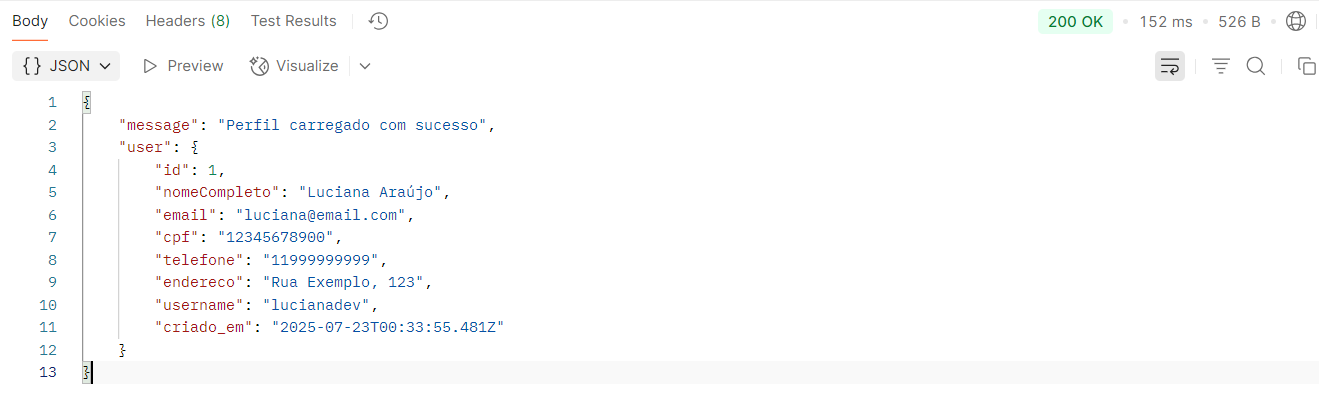 Body Cookies Headers (8) Test Results 200 OK • 152 ms • 526 B •
{} JSON Preview Visualize
1 {
2 "message": "Perfil carregado com sucesso",
3 "user": {
4 "id": 1,
5 "nomeCompleto": "Luciana Araújo",
6 "email": "luciana@email.com",
7 "cpf": "12345678900",
8 "telefone": "11999999999",
9 "endereco": "Rua Exemplo, 123",
10 "username": "lucianadev",
11 "criado_em": "2025-07-23T00:33:55.481Z"
12 }
13 }